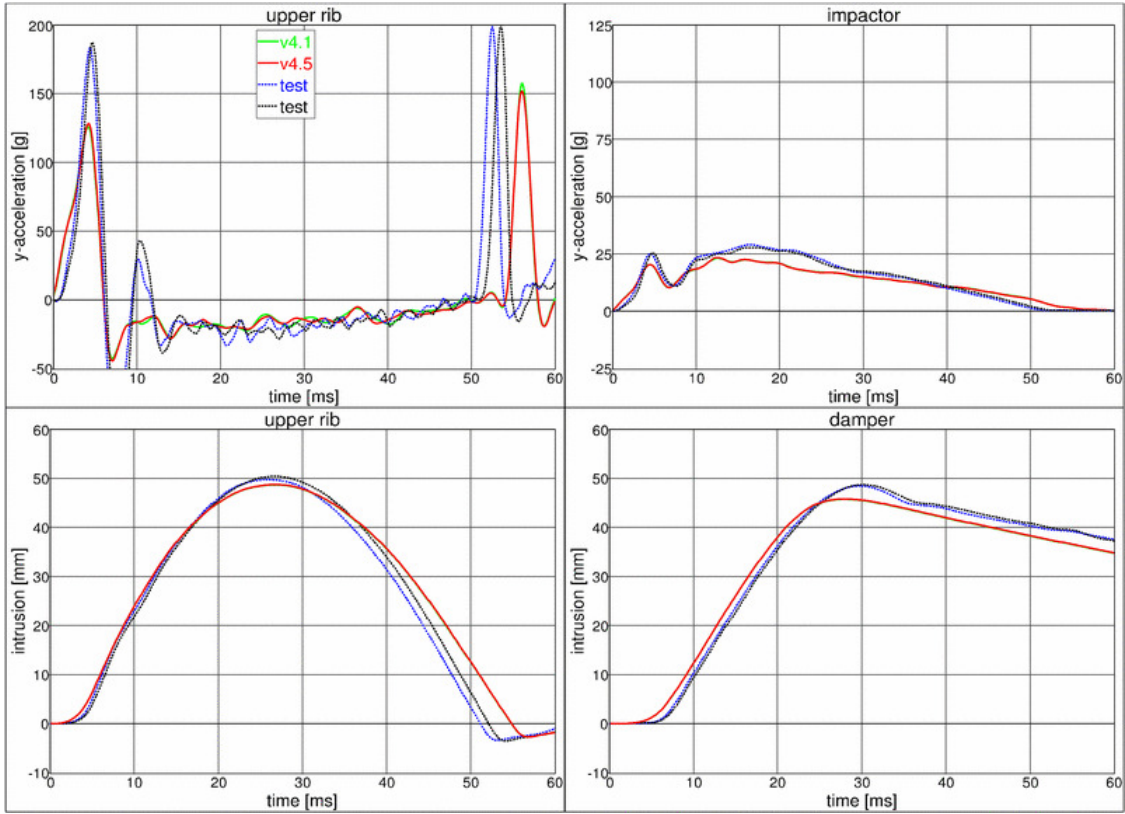 upper rib
200
150
100
50
0
-50
y-acceleration [g]
v4.1
v4.5
test
test
0 10 20 30 40 50 60
time [ms]
impactor
125
100
75
50
25
0
-25
y-acceleration [g]
0 10 20 30 40 50 60
time [ms]
upper rib
60
50
40
30
20
10
0
-10
intrusion [mm]
0 10 20 30 40 50 60
time [ms]
damper
60
50
40
30
20
10
0
-10
intrusion [mm]
0 10 20 30 40 50 60
time [ms]